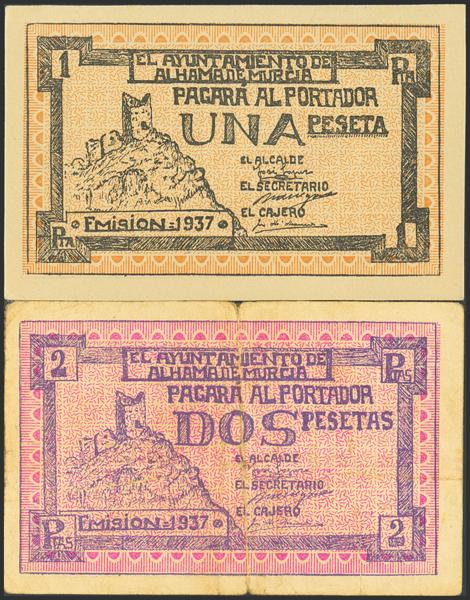 1 EL AYUNTAMIENTO DE PTA
ALHAMA DE MURCIA
PAGARÁ AL PORTADOR
UNA PESETA
EL ALCALDE
EL SECRETARIO
EL CAJERÓ
EMISION-1937
PTA 1
2 EL AYUNTAMIENTO DE PTAS
ALHAMA DE MURCIA
PAGARÁ AL PORTADOR
DOS PESETAS
EL ALCALDE
EL SECRETARIO
EL CAJERÓ
EMISION-1937
PTAS 2